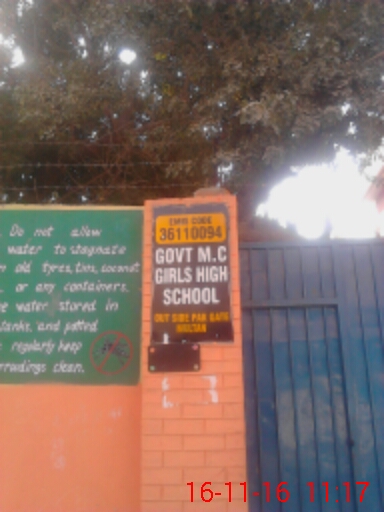 Do not allow
water to stagnate
old tyres, tins, coconut
or any containers.
water stored in
tanks, and potted
regularly keep
clean.
EMIS CODE
36110094
GOVT M.C
GIRLS HIGH
SCHOOL
OUT SIDE PAK GATE
MULTAN
16-11-16 11:17